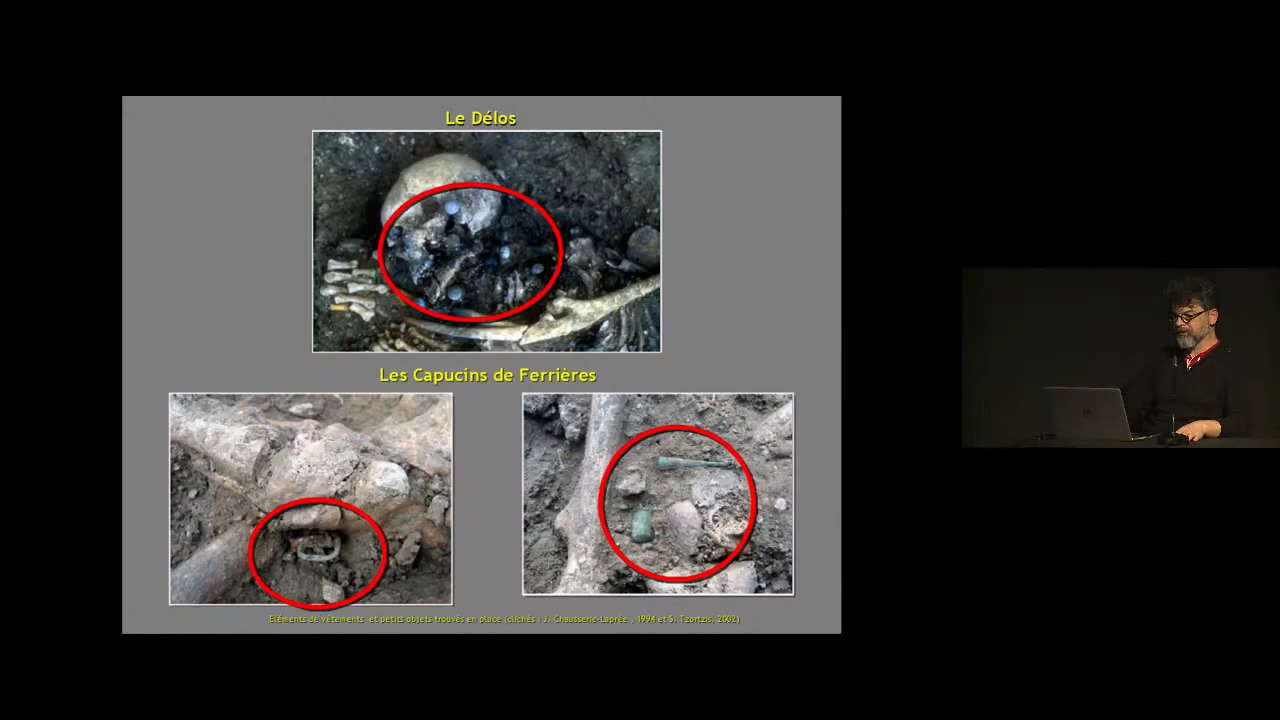 Le Délos
Les Capucins de Ferrières
Eléments de vêtements et petits objets trouvés en place (clichés : J. Chausserie-Laprée , 1994 et S. Tzortzis, 2002)